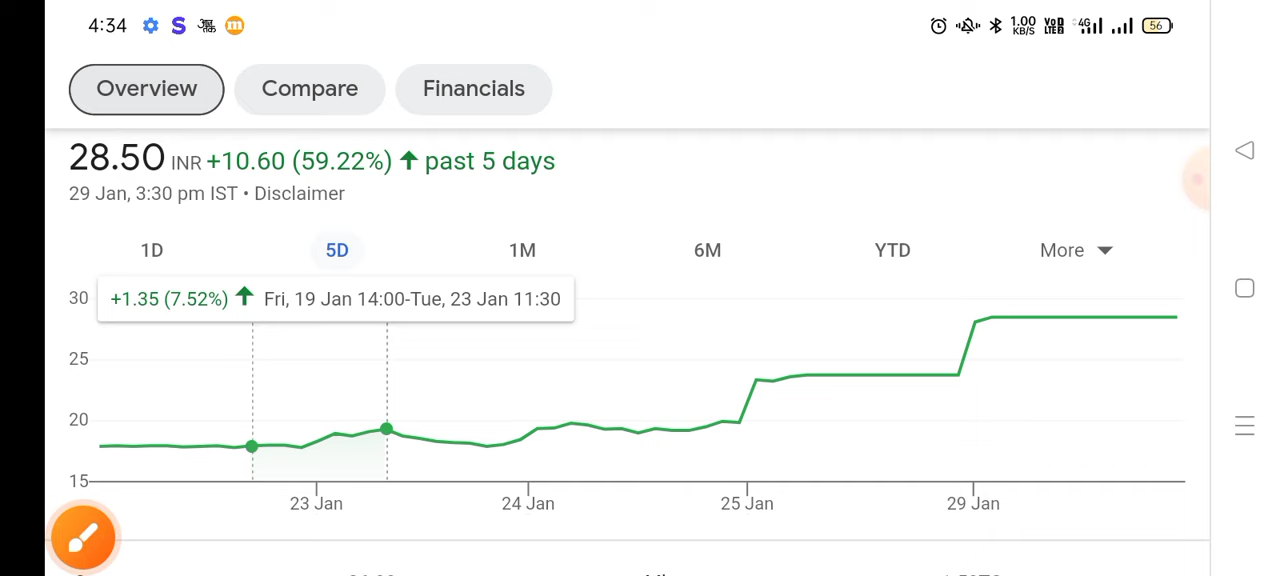 4:34 S m 1.00 KB/S VoD LTE2 4G 56
Overview Compare Financials
28.50 INR +10.60 (59.22%) ↑ past 5 days
29 Jan, 3:30 pm IST • Disclaimer
1D 5D 1M 6M YTD More
+1.35 (7.52%) ↑ Fri, 19 Jan 14:00-Tue, 23 Jan 11:30
30
25
20
15
23 Jan 24 Jan 25 Jan 29 Jan